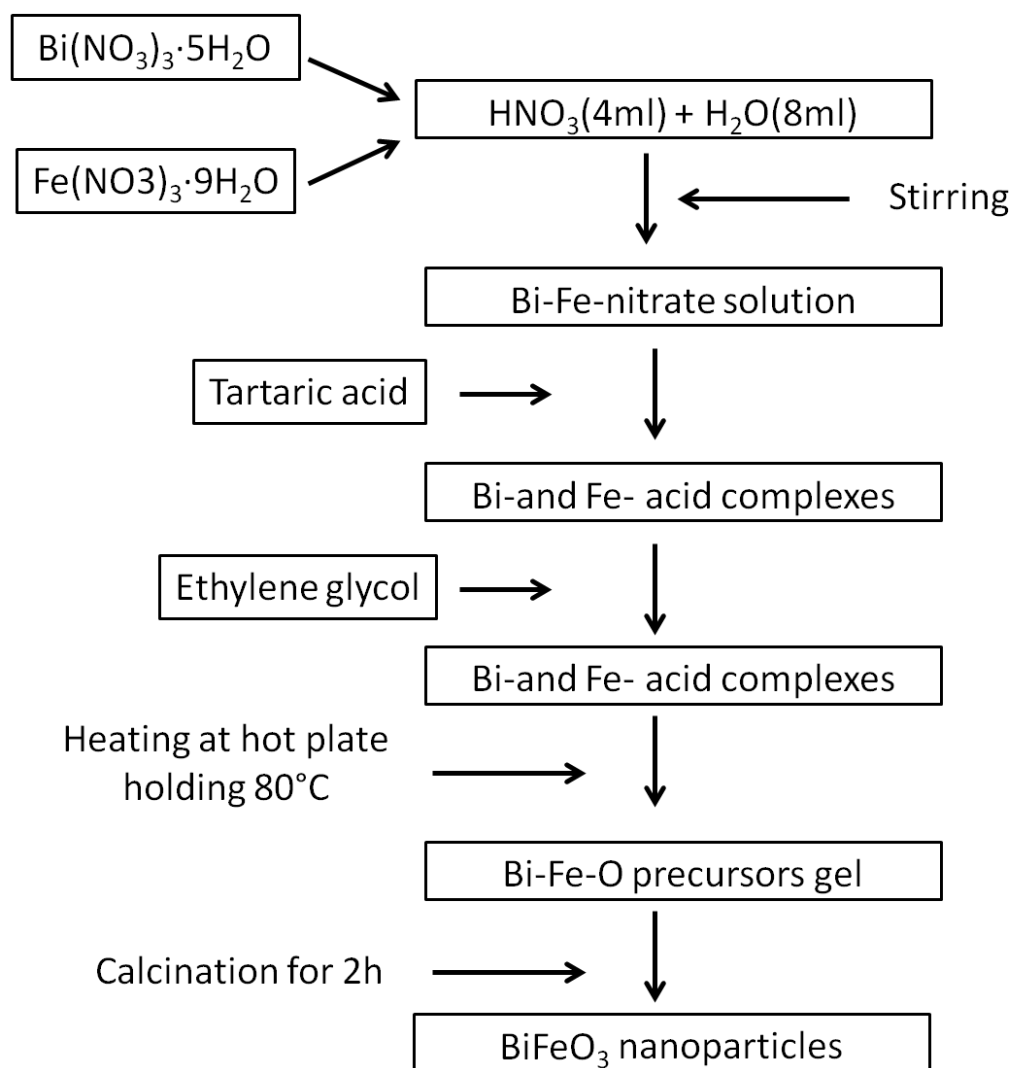 Bi(NO₃)₃·5H₂O
HNO₃(4ml) + H₂O(8ml)
Fe(NO3)₃·9H₂O
Stirring
Bi-Fe-nitrate solution
Tartaric acid
Bi-and Fe- acid complexes
Ethylene glycol
Bi-and Fe- acid complexes
Heating at hot plate
holding 80°C
Bi-Fe-O precursors gel
Calcination for 2h
BiFeO₃ nanoparticles